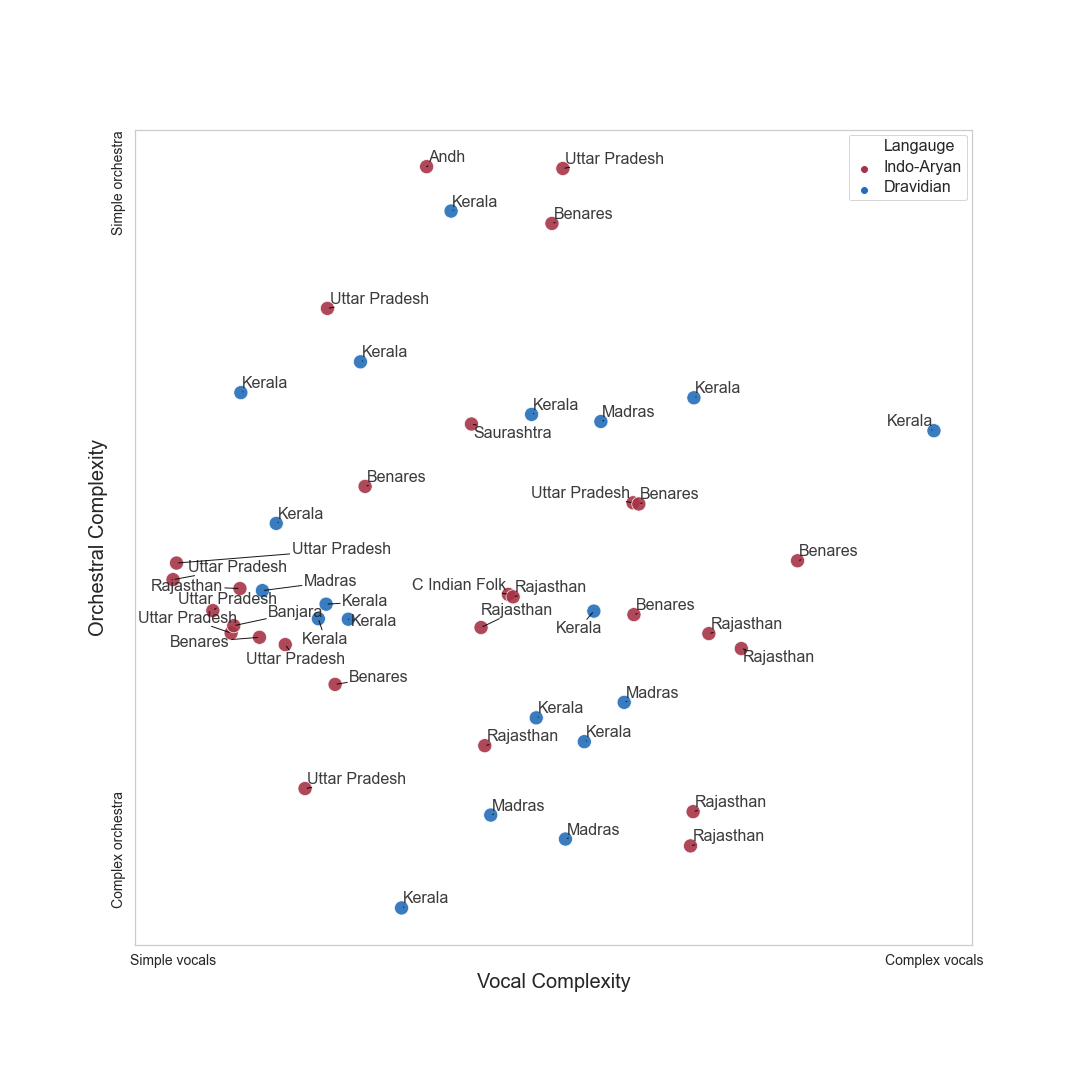 Simple orchestra
Orchestral Complexity
Complex orchestra
Langauge
Indo-Aryan
Dravidian
Andh
Uttar Pradesh
Kerala
Benares
Uttar Pradesh
Kerala
Kerala
Kerala
Kerala
Madras
Kerala
Saurashtra
Benares
Uttar Pradesh
Benares
Kerala
Uttar Pradesh
Benares
Uttar Pradesh
Rajasthan
Madras
C Indian Folk
Rajasthan
Uttar Pradesh
Kerala
Benares
Uttar Pradesh
Banjara
Rajasthan
Kerala
Rajasthan
Kerala
Kerala
Benares
Uttar Pradesh
Rajasthan
Benares
Madras
Kerala
Kerala
Rajasthan
Uttar Pradesh
Rajasthan
Madras
Madras
Rajasthan
Kerala
Simple vocals
Complex vocals
Vocal Complexity